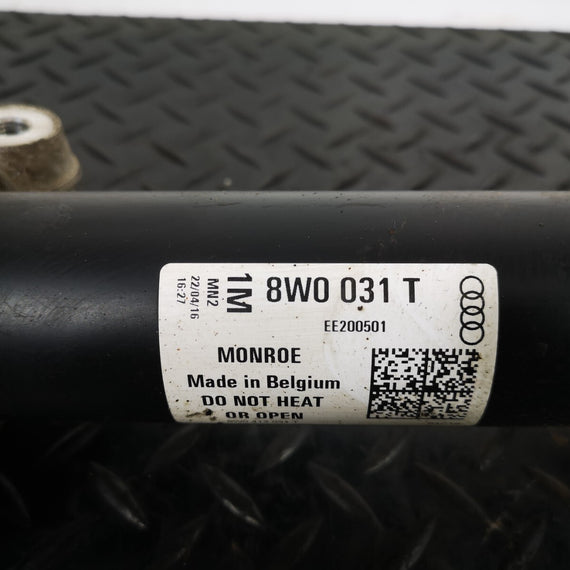 1M
MN2
22/04/16
16:27
8W0 031 T
EE200501
MONROE
Made in Belgium
DO NOT HEAT
OR OPEN